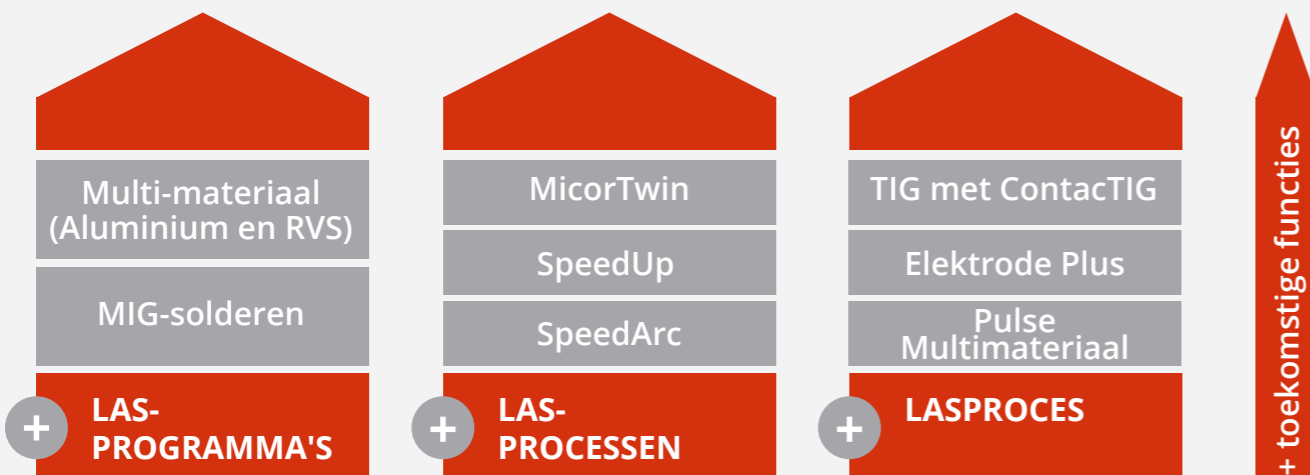 Multi-materiaal
(Aluminium en RVS)
MIG-solderen
+ LAS-
PROGRAMMA'S
MicorTwin
SpeedUp
SpeedArc
+ LAS-
PROCESSEN
TIG met ContacTIG
Elektrode Plus
Pulse
Multimateriaal
+ LASPROCES
+ toekomstige functies